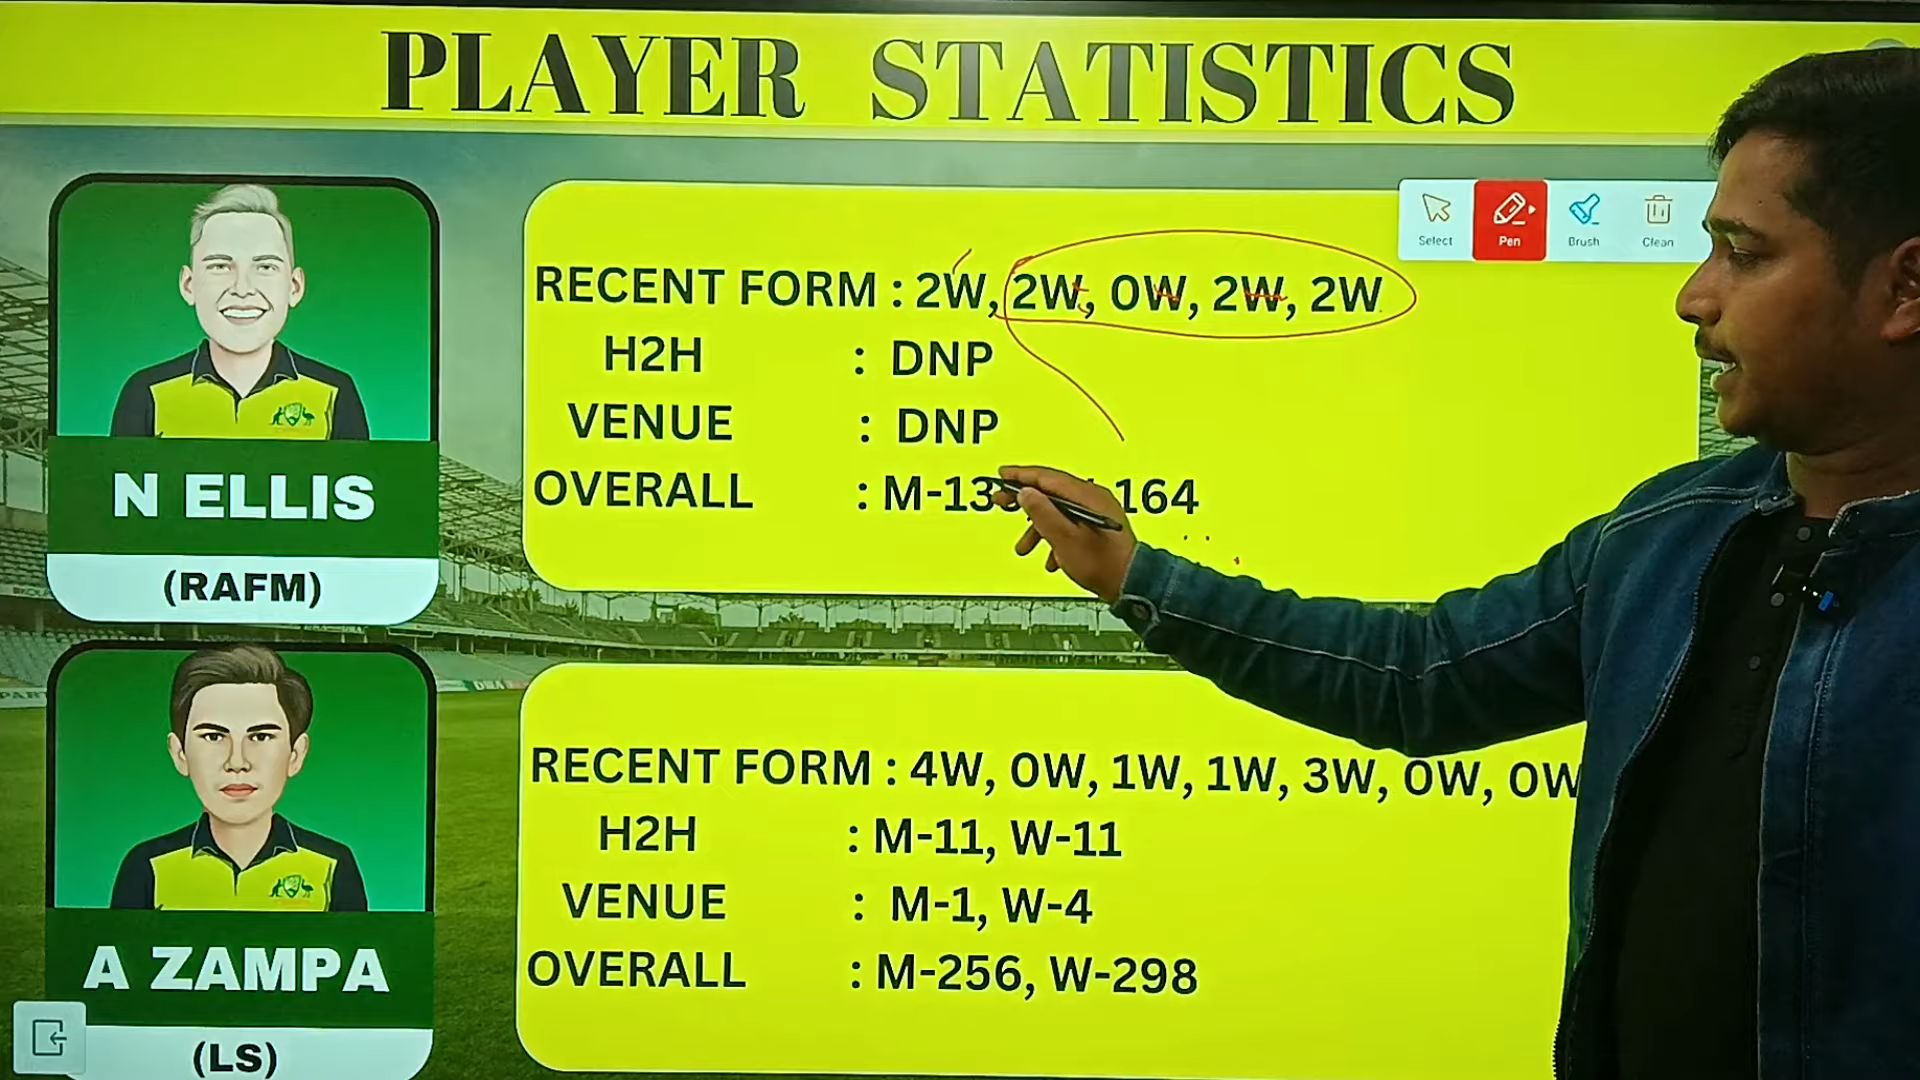 PLAYER STATISTICS
Select
Pen
Brush
Clean
RECENT FORM : 2W, 2W, 0W, 2W, 2W
H2H : DNP
VENUE : DNP
OVERALL : M-13 164
N ELLIS
(RAFM)
RECENT FORM : 4W, 0W, 1W, 1W, 3W, 0W, 0W
H2H : M-11, W-11
VENUE : M-1, W-4
OVERALL : M-256, W-298
A ZAMPA
(LS)